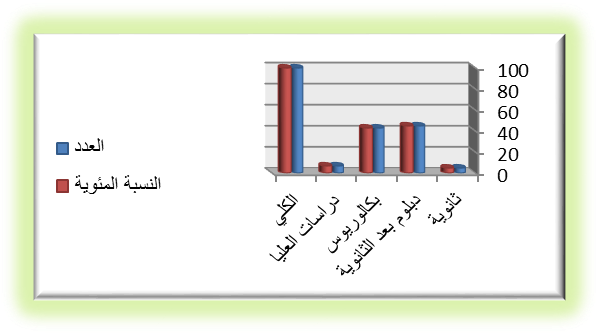 100
80
60
40
20
0
ثانوية
دبلوم بعد الثانوية
بكالوريوس
دراسات العليا
الكلي
العدد
النسبة المئوية